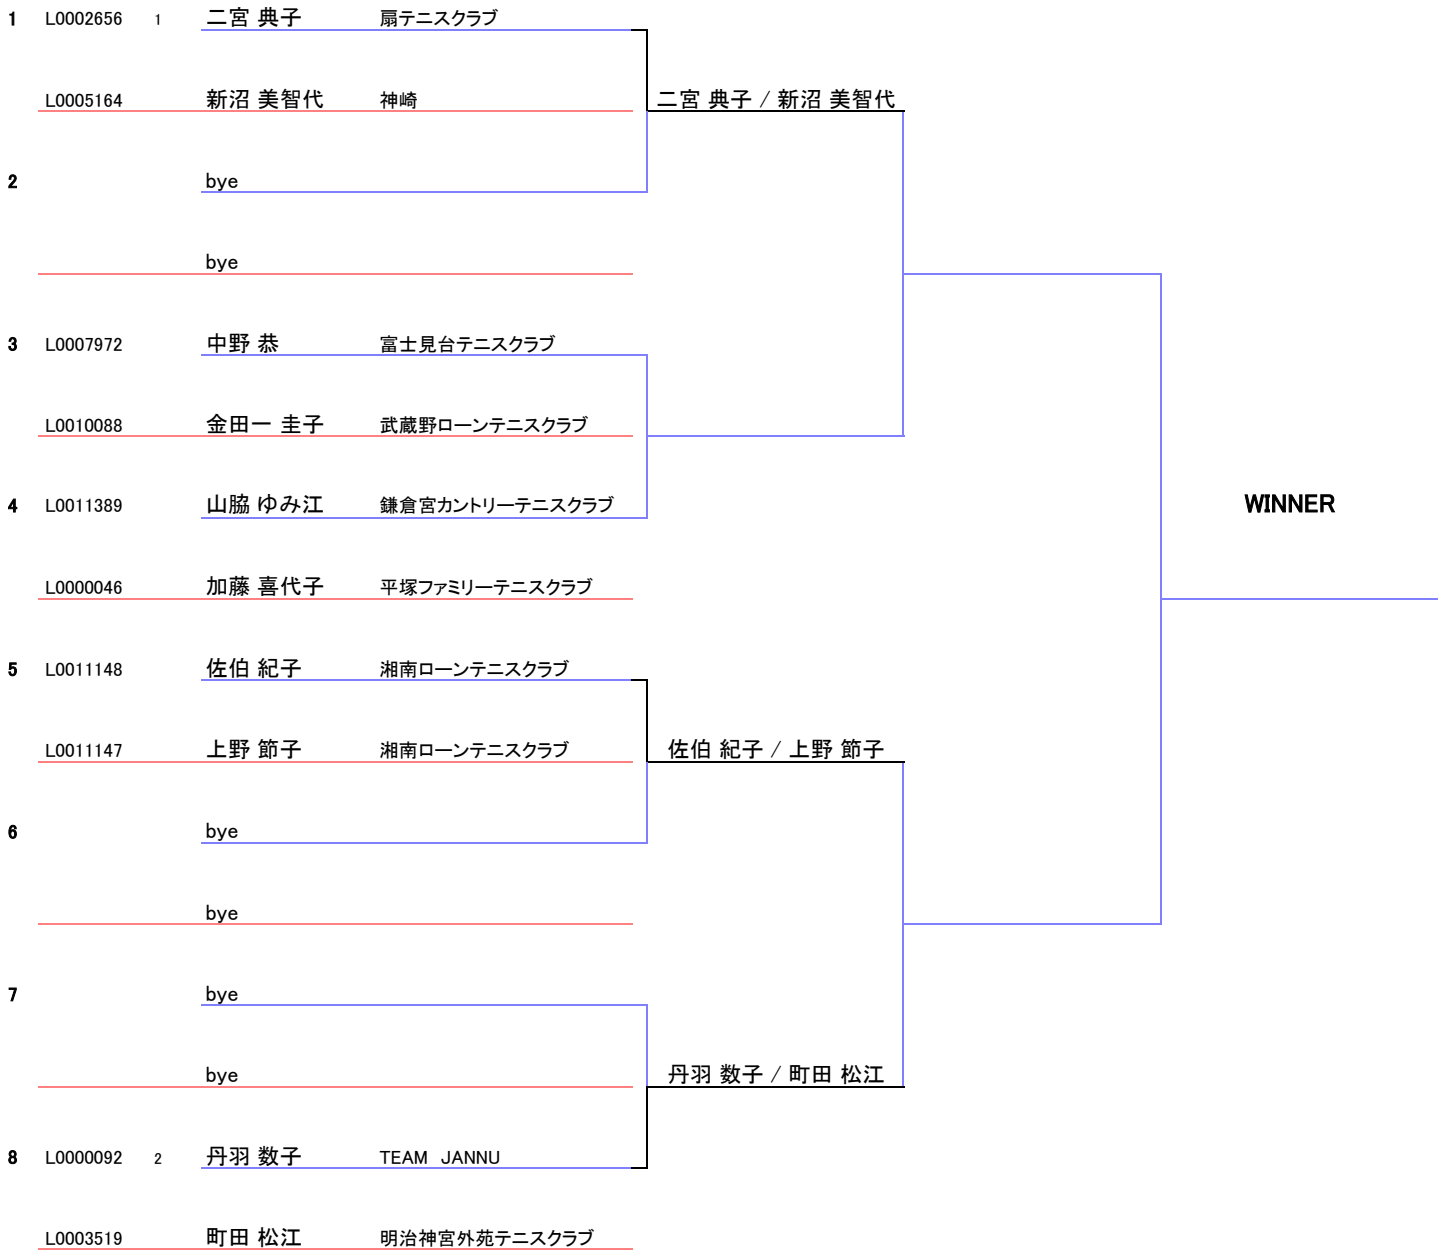 1 L0002656 1 二宮 典子 扇テニスクラブ
L0005164 新沼 美智代 神崎 二宮 典子 / 新沼 美智代
2 bye
bye
3 L0007972 中野 恭 富士見台テニスクラブ
L0010088 金田一 圭子 武蔵野ローンテニスクラブ
4 L0011389 山脇 ゆみ江 鎌倉宮カントリーテニスクラブ WINNER
L0000046 加藤 喜代子 平塚ファミリーテニスクラブ
5 L0011148 佐伯 紀子 湘南ローンテニスクラブ
L0011147 上野 節子 湘南ローンテニスクラブ 佐伯 紀子 / 上野 節子
6 bye
bye
7 bye
bye 丹羽 数子 / 町田 松江
8 L0000092 2 丹羽 数子 TEAM JANNU
L0003519 町田 松江 明治神宮外苑テニスクラブ